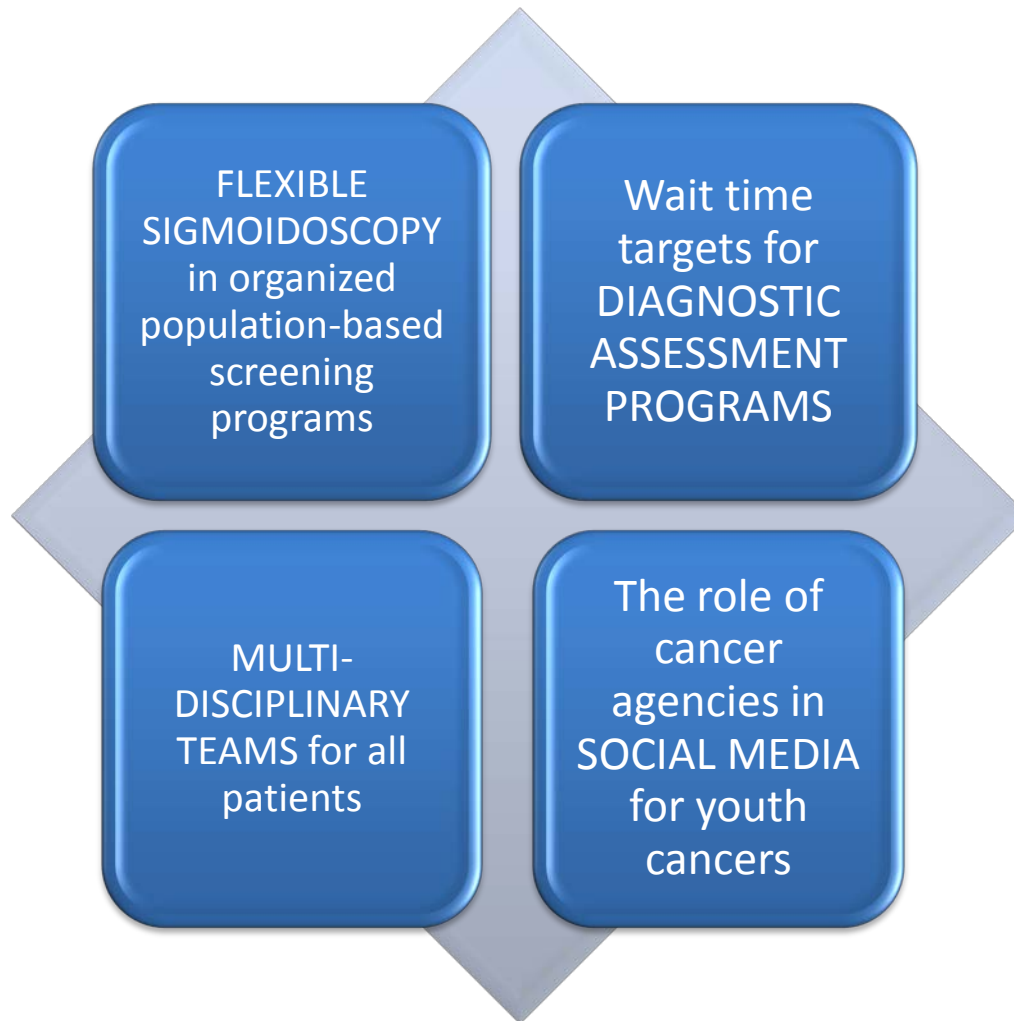 FLEXIBLE
SIGMOIDOSCOPY
in organized
population-based
screening
programs
Wait time
targets for
DIAGNOSTIC
ASSESSMENT
PROGRAMS
MULTI-
DISCIPLINARY
TEAMS for all
patients
The role of
cancer
agencies in
SOCIAL MEDIA
for youth
cancers